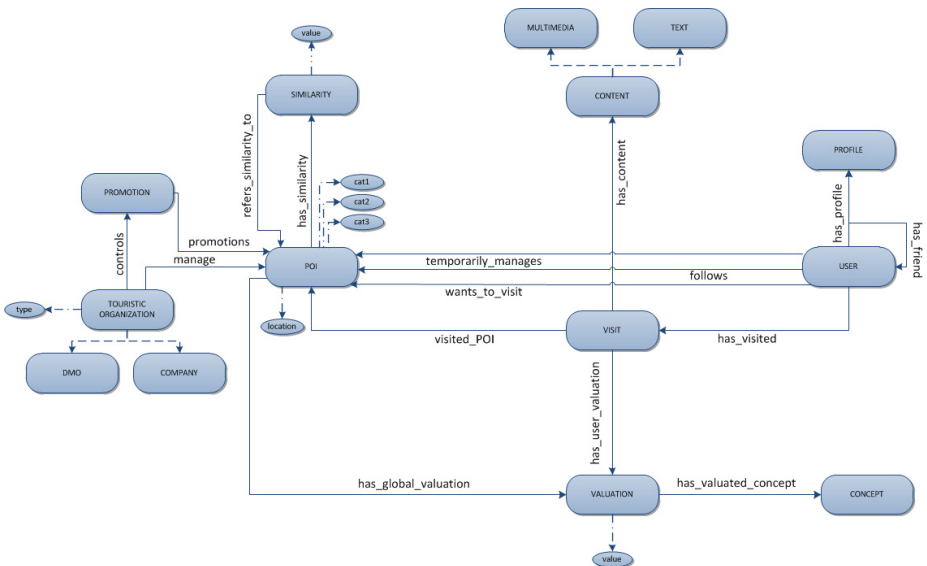 MULTIMEDIA
TEXT
value
SIMILARITY
CONTENT
refers_similarity_to
has_similarity
has_content
PROFILE
cat1
cat2
cat3
PROMOTION
has_profile
has_friend
controls
promotions
manage
POI
temporarily_manages
follows
wants_to_visit
USER
type
TOURISTIC
ORGANIZATION
location
visited_POI
VISIT
has_visited
DMO
COMPANY
has_user_valuation
has_global_valuation
VALUATION
has_valuated_concept
CONCEPT
value